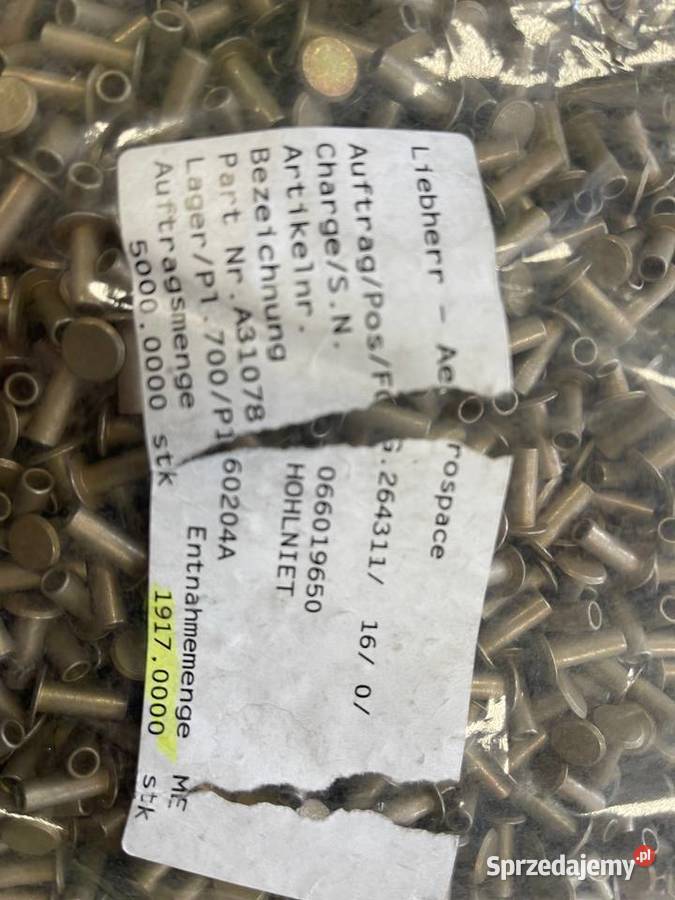 Liebherr - Ae rospace
Auftrag/Pos/F G.264311/ 16/ 0/
Charge/S.N.
Artikelnr. 066019650
Bezeichnung HOHLNIET
Part Nr.A31078 60204A
Lager/Pl.700/Pl
Auftragsmenge Entnahmemenge ME
5000.0000 stk 1917.0000 stk
Sprzedajemy.pl